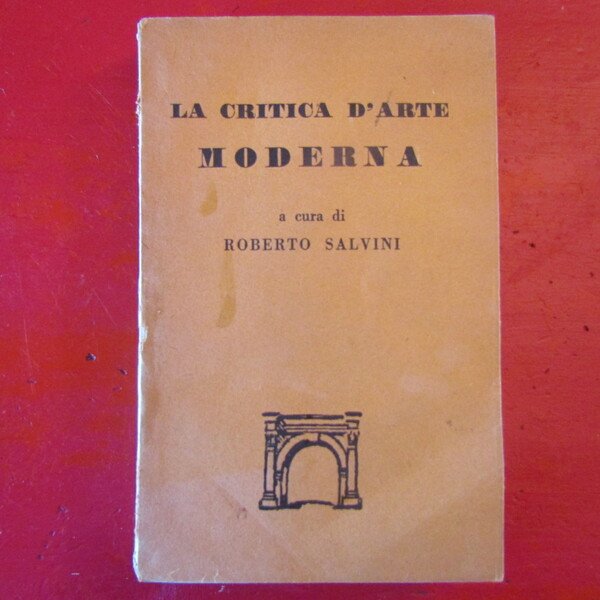 LA CRITICA D'ARTE
MODERNA
a cura di
ROBERTO SALVINI